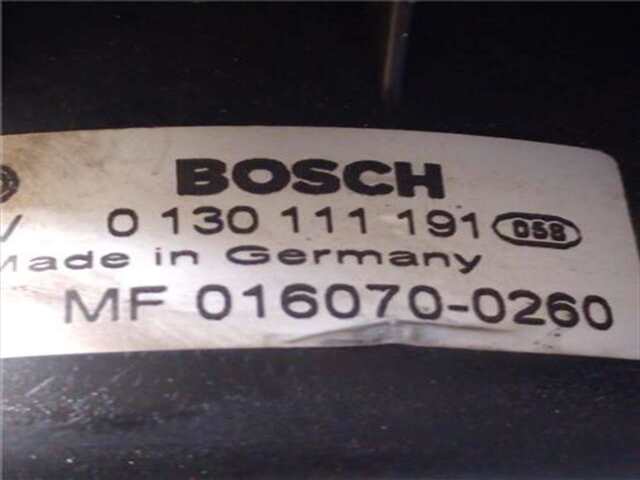 BOSCH
V 0 130 111 191 058
Made in Germany
MF 016070-0260